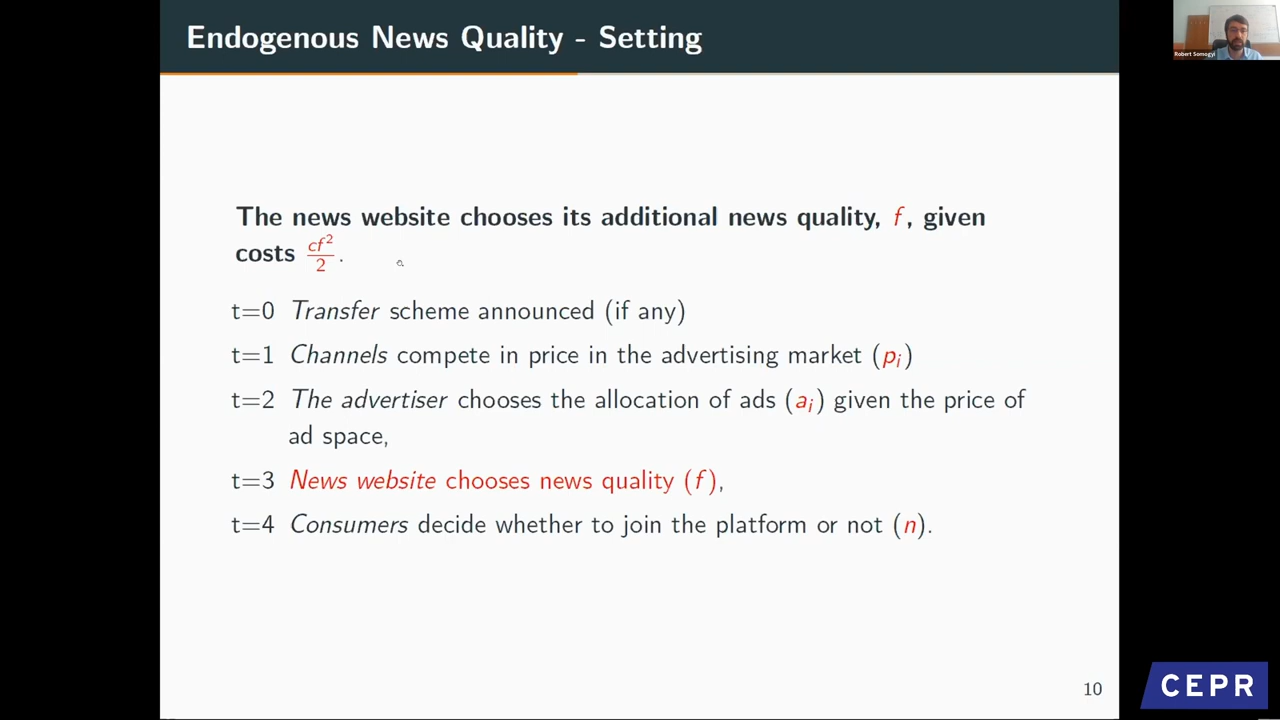 Endogenous News Quality - Setting
Robert Somogyi
The news website chooses its additional news quality, f, given
costs cf²/2.
t=0 Transfer scheme announced (if any)
t=1 Channels compete in price in the advertising market (pᵢ)
t=2 The advertiser chooses the allocation of ads (aᵢ) given the price of
ad space,
t=3 News website chooses news quality (f),
t=4 Consumers decide whether to join the platform or not (n).
10
CEPR